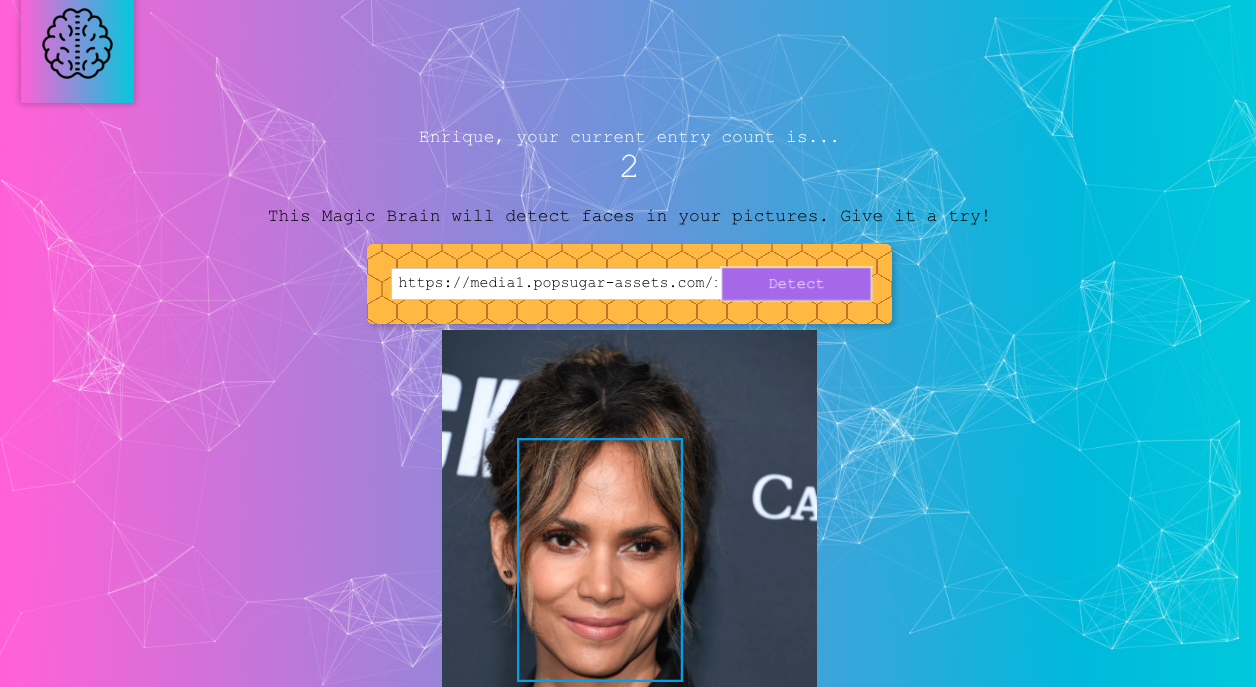 Enrique, your current entry count is...
2
This Magic Brain will detect faces in your pictures. Give it a try!
https://media1.popsugar-assets.com/
Detect
CK
CA